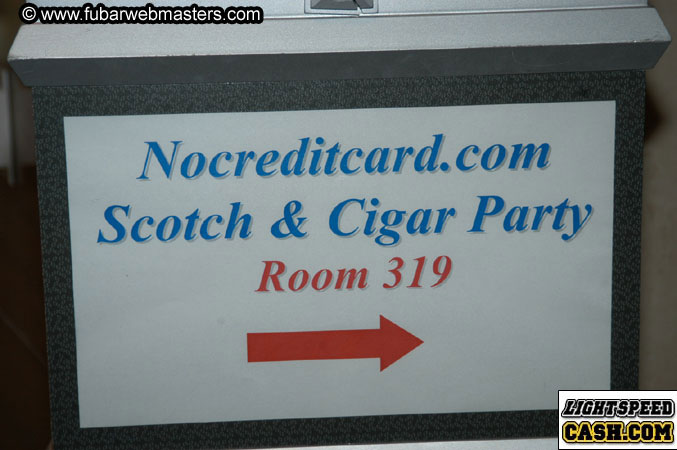 © www.fubarwebmasters.com
Nocreditcard.com
Scotch & Cigar Party
Room 319
LIGHTSPEED
CASH.COM